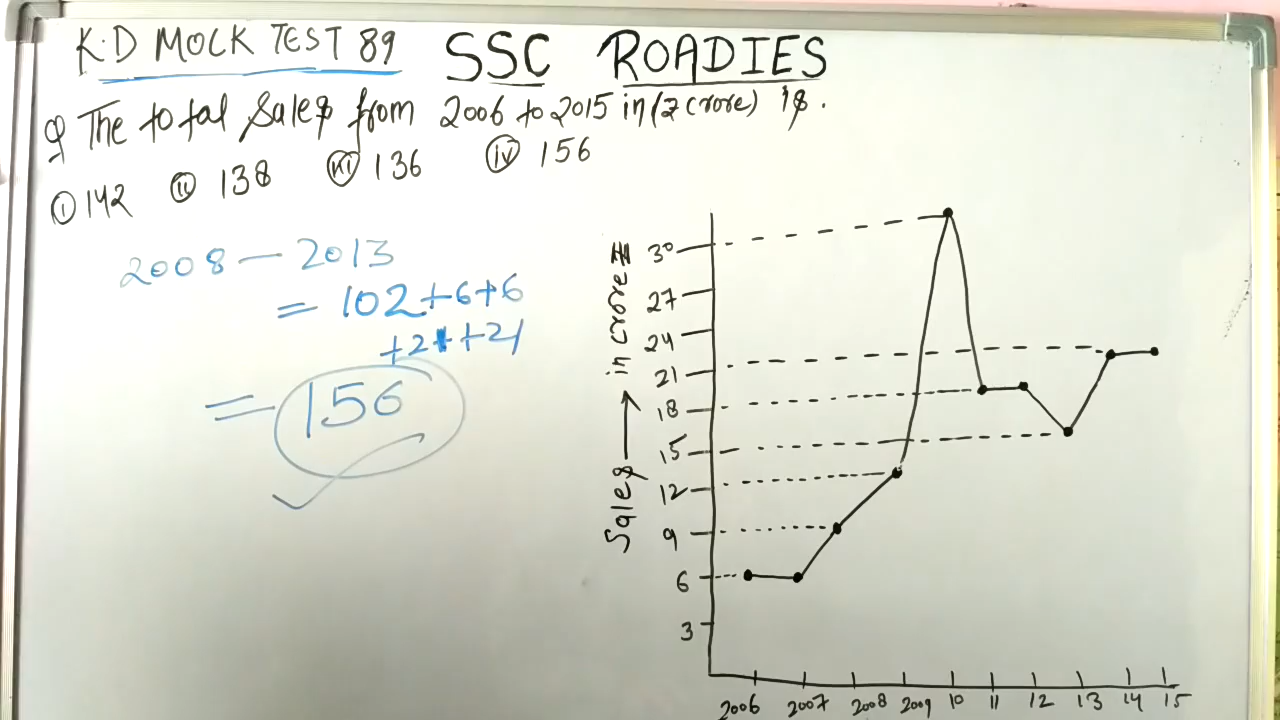 K.D MOCK TEST 89 SSC ROADIES
Q The total Sales from 2006 to 2015 in (₹ crore) is.
(i) 142 (ii) 138 (iii) 136 (iv) 156
2008 — 2013
= 102 + 6 + 6
+ 21 + 21
= 156
Sales → in crore ₹
30
27
24
21
18
15
12
9
6
3
2006 2007 2008 2009 10 11 12 13 14 15